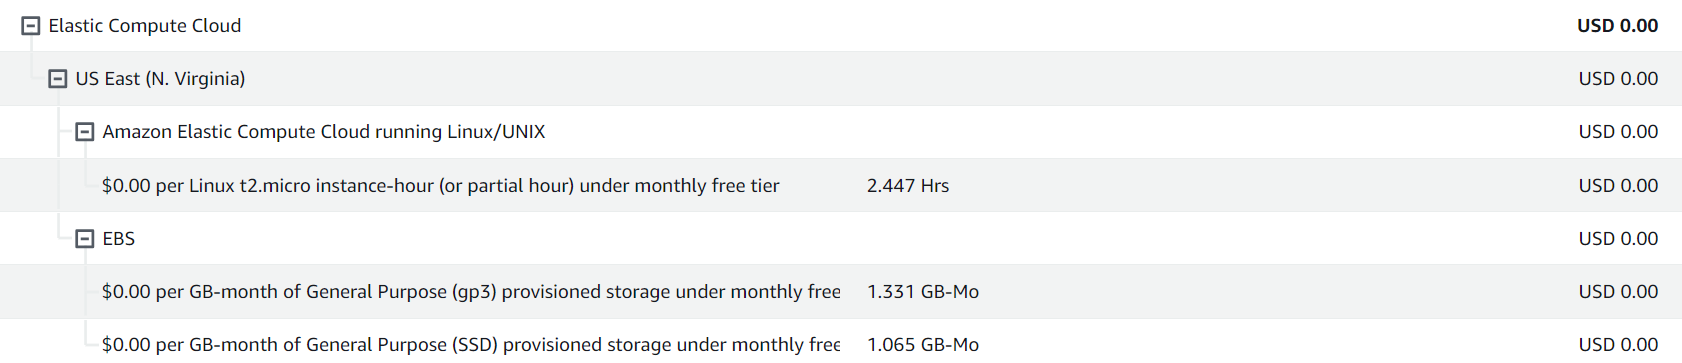 Elastic Compute Cloud USD 0.00
US East (N. Virginia) USD 0.00
Amazon Elastic Compute Cloud running Linux/UNIX USD 0.00
$0.00 per Linux t2.micro instance-hour (or partial hour) under monthly free tier 2.447 Hrs USD 0.00
EBS USD 0.00
$0.00 per GB-month of General Purpose (gp3) provisioned storage under monthly free 1.331 GB-Mo USD 0.00
$0.00 per GB-month of General Purpose (SSD) provisioned storage under monthly free 1.065 GB-Mo USD 0.00